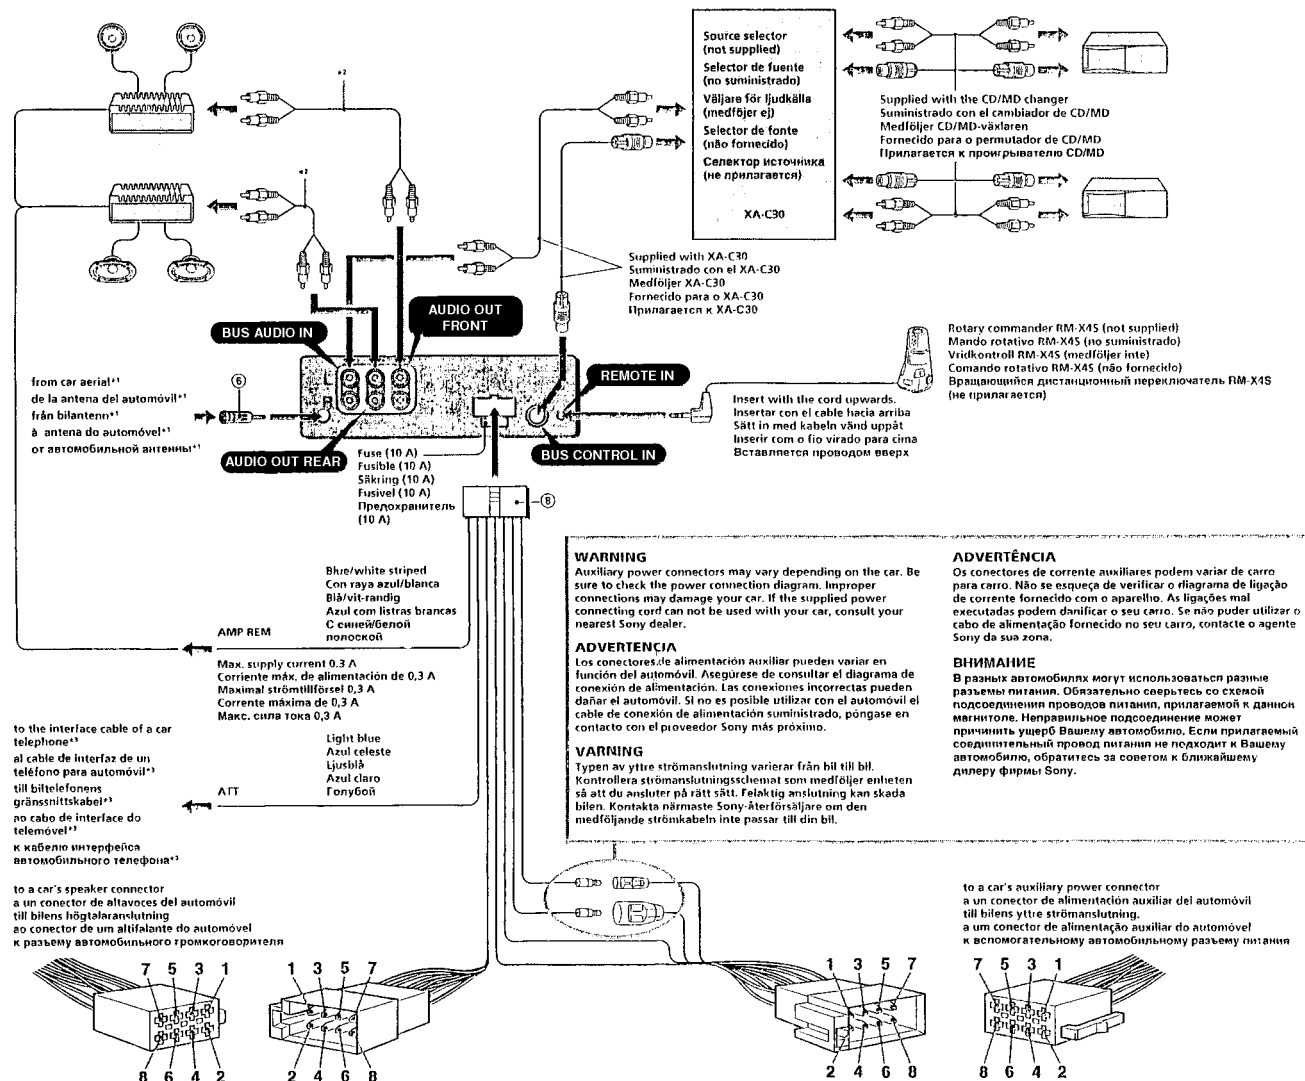 Source selector
(not supplied)
Selector de fuente
(no suministrado)
Väljare för ljudkälla
(medföjer ej)
Selector de fonte
(não fornecido)
Селектор источника
(не прилагается)
XA-C30
Supplied with the CD/MD changer
Suministrado con el cambiador de CD/MD
Medföljer CD/MD-växlaren
Fornecido para o permutador de CD/MD
Прилагается к проигрывателю CD/MD
*2
*2
Supplied with XA-C30
Suministrado con el XA-C30
Medföljer XA-C30
Fornecido para o XA-C30
Прилагается к XA-C30
BUS AUDIO IN
AUDIO OUT
FRONT
REMOTE IN
L
R
AUDIO OUT REAR
BUS CONTROL IN
from car aerial*1
de la antena del automóvil*1
från bilantenn*1
à antena do automóvel*1
от автомобильной антенны*1
6
Rotary commander RM-X4S (not supplied)
Mando rotativo RM-X4S (no suministrado)
Vridkontroll RM-X4S (medföljer inte)
Comando rotativo RM-X4S (não fornecido)
Вращающийся дистанционный переключатель RM-X4S
(не прилагается)
Insert with the cord upwards.
Insertar con el cable hacia arriba
Sätt in med kabeln vänd uppåt
Inserir com o fio virado para cima
Вставляется проводом вверх
Fuse (10 A)
Fusible (10 A)
Säkring (10 A)
Fusivel (10 A)
Предохранитель
(10 A)
8
Blue/white striped
Con raya azul/blanca
Blå/vit-randig
Azul com listras brancas
С синей/белой
полоской
AMP REM
Max. supply current 0.3 A
Corriente máx. de alimentación de 0,3 A
Maximal strömtillförsel 0,3 A
Corrente máxima de 0,3 A
Макс. сила тока 0,3 A
to the interface cable of a car
telephone*3
al cable de interfaz de un
teléfono para automóvil*3
till biltelefonens
gränssnittskabel*3
ao cabo de interface do
telemóvel*3
к кабелю интерфейса
автомобильного телефона*3
Light blue
Azul celeste
Ljusblå
Azul claro
Голубой
ATT
WARNING
Auxiliary power connectors may vary depending on the car. Be
sure to check the power connection diagram. Improper
connections may damage your car. If the supplied power
connecting cord can not be used with your car, consult your
nearest Sony dealer.
ADVERTENCIA
Los conectores de alimentación auxiliar pueden variar en
función del automóvil. Asegúrese de consultar el diagrama de
conexión de alimentación. Las conexiones incorrectas pueden
dañar el automóvil. Si no es posible utilizar con el automóvil el
cable de conexión de alimentación suministrado, póngase en
contacto con el proveedor Sony más próximo.
VARNING
Typen av yttre strömanslutning varierar från bil till bil.
Kontrollera strömanslutningsschemat som medföljer enheten
så att du ansluter på rätt sätt. Felaktig anslutning kan skada
bilen. Kontakta närmaste Sony-återförsäljare om den
medföljande strömkabeln inte passar till din bil.
ADVERTÊNCIA
Os conectores de corrente auxiliares podem variar de carro
para carro. Não se esqueça de verificar o diagrama de ligação
de corrente fornecido com o aparelho. As ligações mal
executadas podem danificar o seu carro. Se não puder utilizar o
cabo de alimentação fornecido no seu carro, contacte o agente
Sony da sua zona.
ВНИМАНИЕ
В разных автомобилях могут использоваться разные
разъемы питания. Обязательно сверьтесь со схемой
подсоединения проводов питания, прилагаемой к данной
магнитоле. Неправильное подсоединение может
причинить ущерб Вашему автомобилю. Если прилагаемый
соединительный провод питания не подходит к Вашему
автомобилю, обратитесь за советом к ближайшему
дилеру фирмы Sony.
to a car's speaker connector
a un conector de altavoces del automóvil
till bilens högtalaranslutning
ao conector de um altifalante do automóvel
к разъему автомобильного громкоговорителя
to a car's auxiliary power connector
a un conector de alimentación auxiliar del automóvil
till bilens yttre strömanslutning.
a um conector de alimentação auxiliar do automóvel
к вспомогательному автомобильному разъему питания
7 5 3 1
8 6 4 2
1 3 5 7
2 4 6 8
1 3 5 7
2 4 6 8
7 5 3 1
8 6 4 2